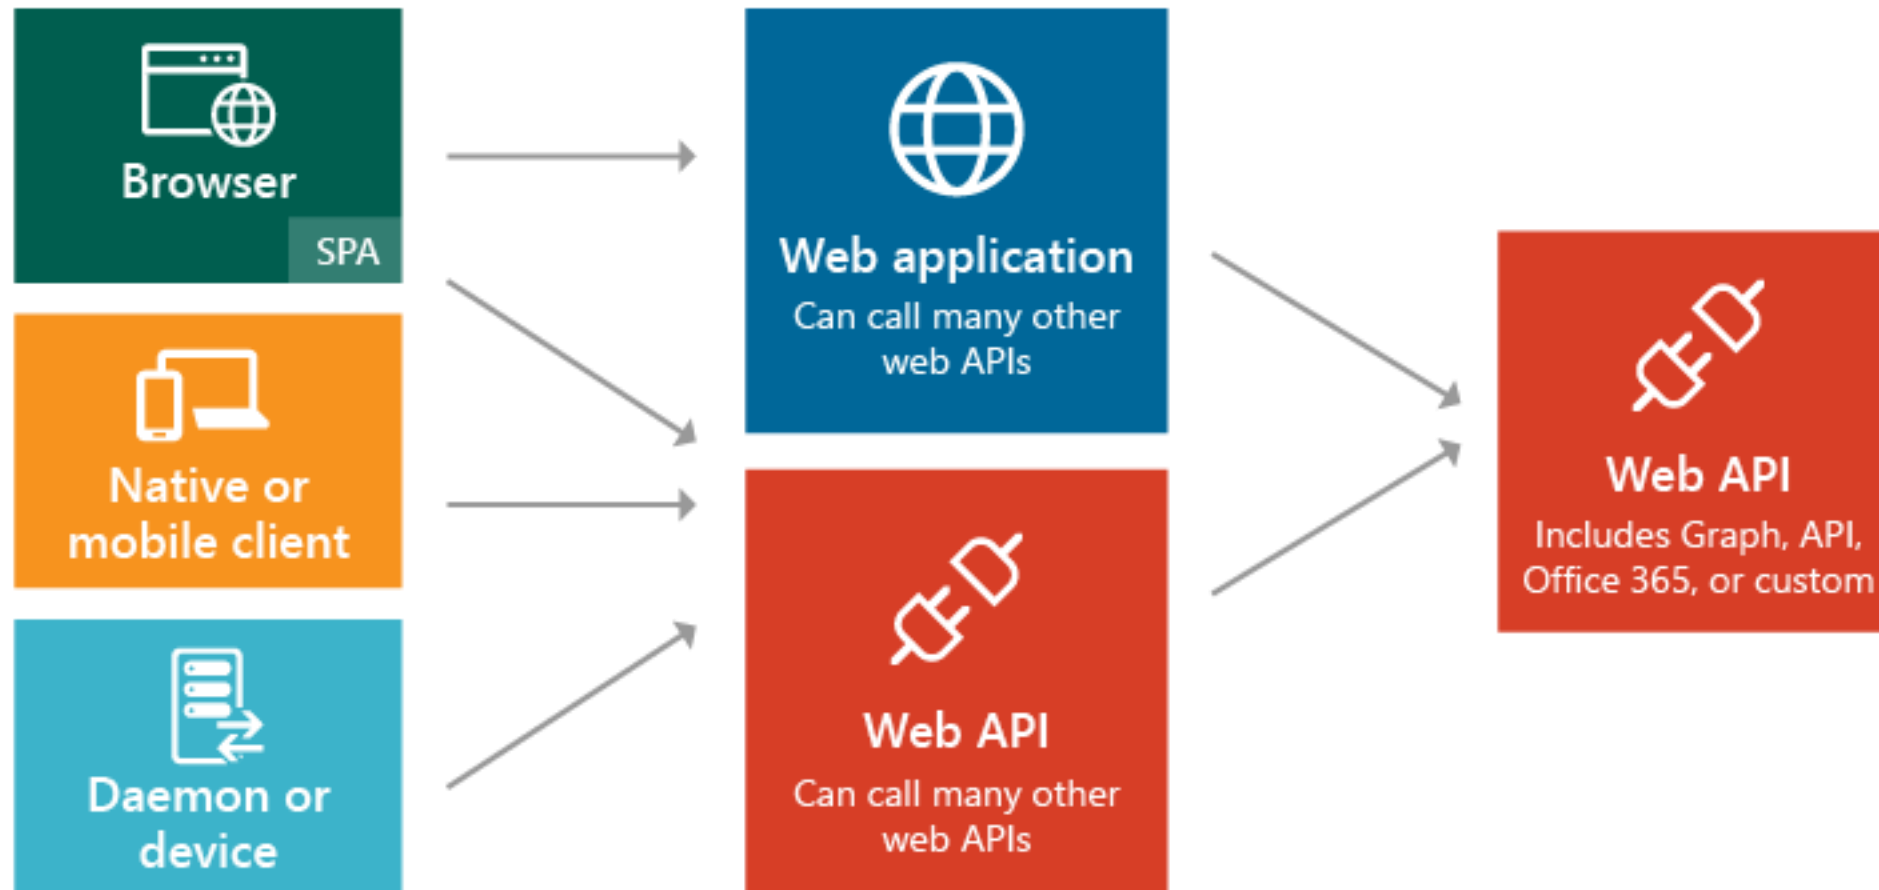 Browser
SPA
Native or
mobile client
Daemon or
device
Web application
Can call many other
web APIs
Web API
Can call many other
web APIs
Web API
Includes Graph, API,
Office 365, or custom